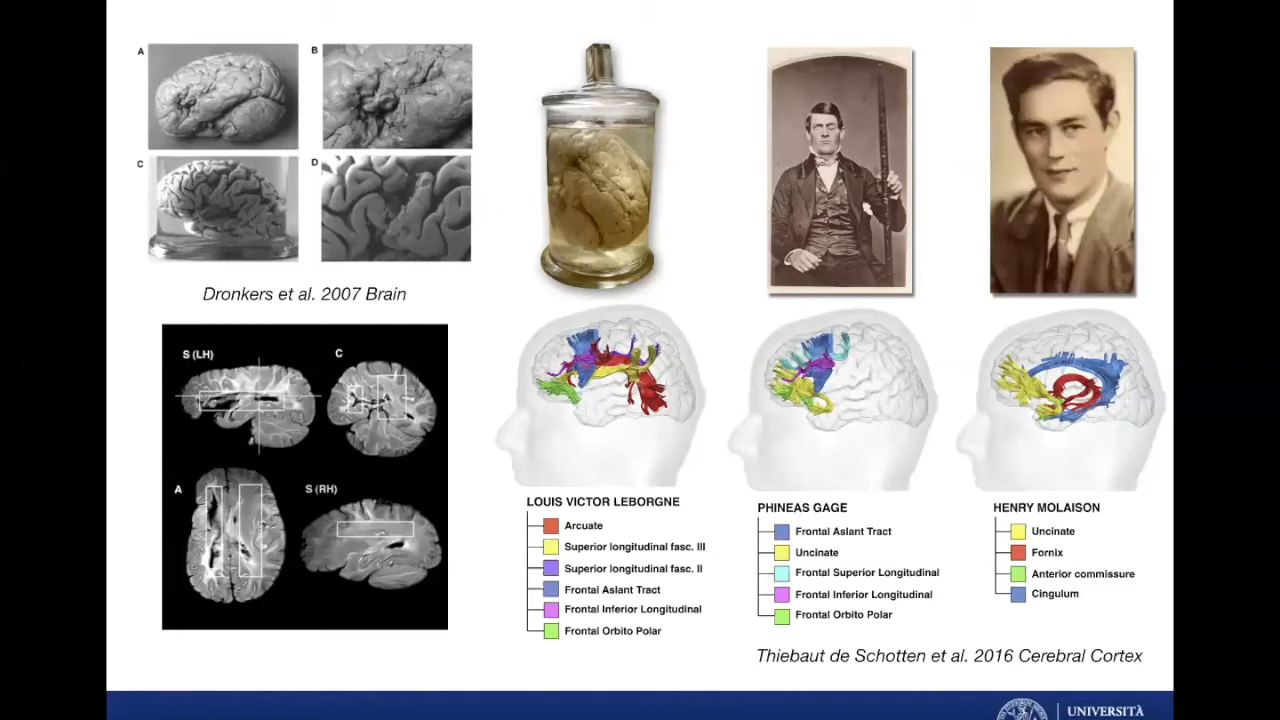 A
B
C
D
Dronkers et al. 2007 Brain
S (LH)
C
A
S (RH)
LOUIS VICTOR LEBORGNE
Arcuate
Superior longitudinal fasc. III
Superior longitudinal fasc. II
Frontal Aslant Tract
Frontal Inferior Longitudinal
Frontal Orbito Polar
PHINEAS GAGE
Frontal Aslant Tract
Uncinate
Frontal Superior Longitudinal
Frontal Inferior Longitudinal
Frontal Orbito Polar
HENRY MOLAISON
Uncinate
Fornix
Anterior commissure
Cingulum
Thiebaut de Schotten et al. 2016 Cerebral Cortex
UNIVERSITÀ